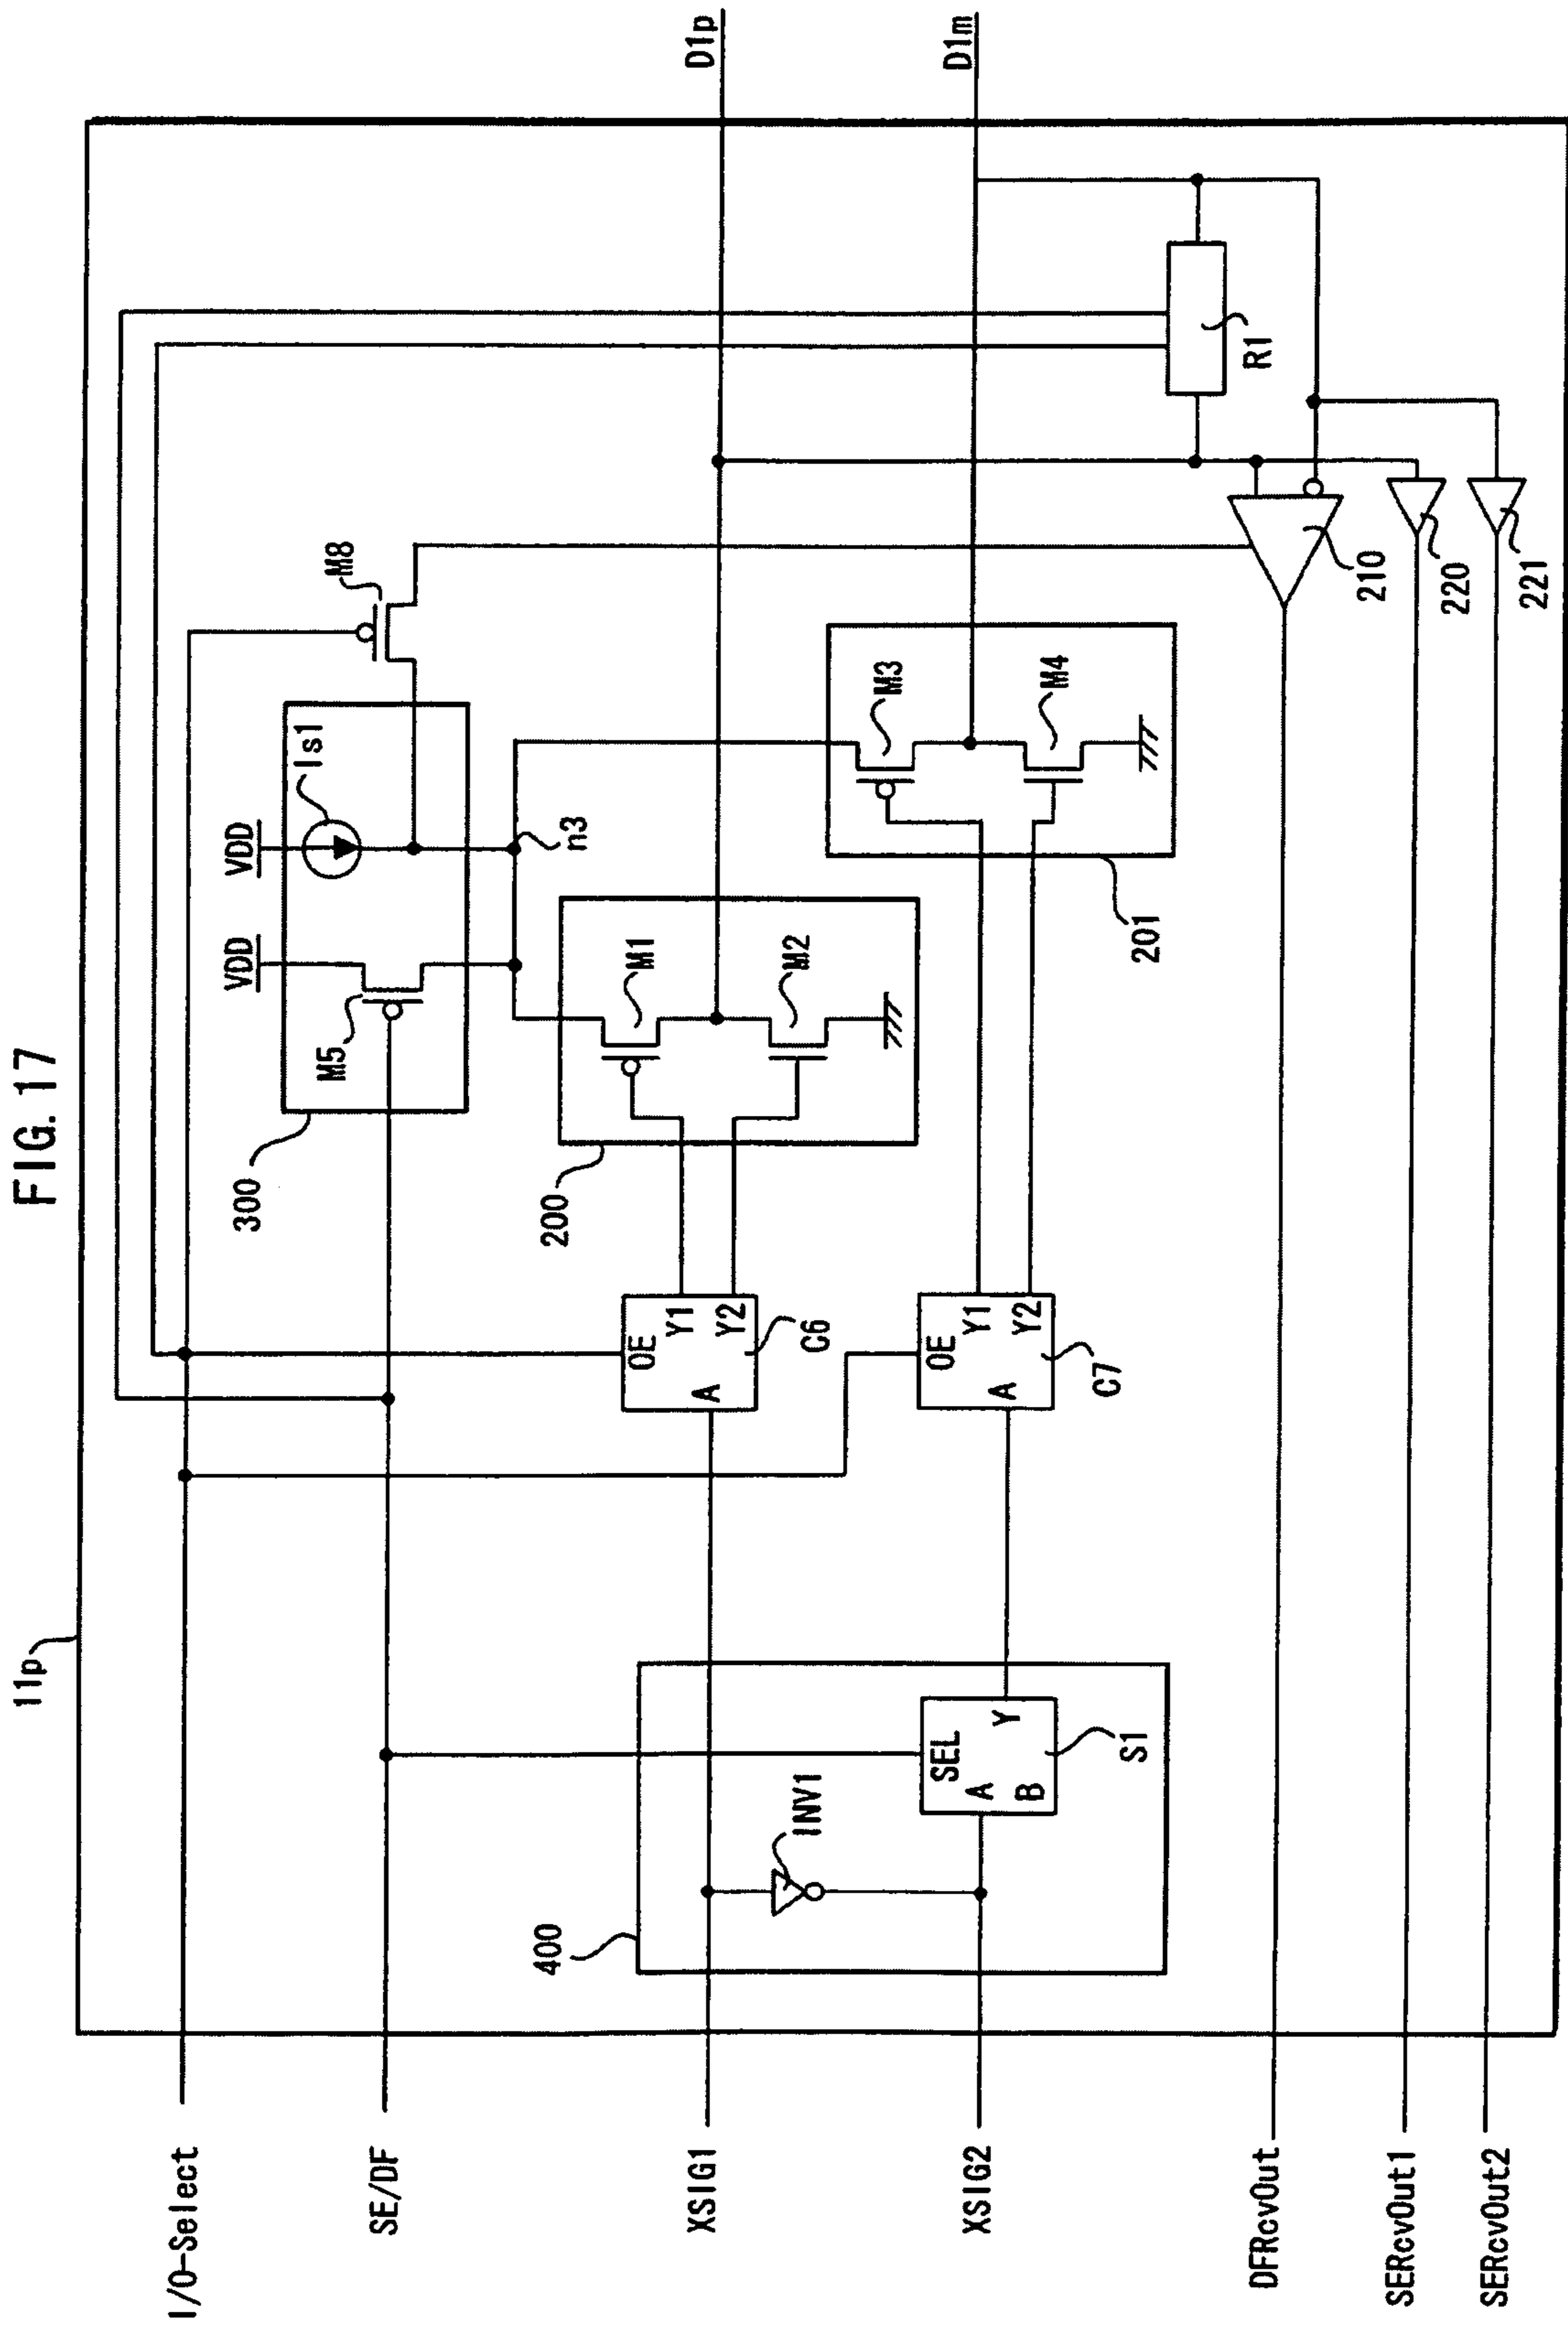 FIG. 17
11p
I/O-Select
SE/DF
XSIG1
XSIG2
DFRcvOut
SERcvOut1
SERcvOut2
400
INV1
SEL
A
B
Y
S1
OE
A
Y1
Y2
C6
OE
A
Y1
Y2
C7
300
VDD
VDD
M5
Is1
M8
n3
200
M1
M2
201
M3
M4
R1
210
220
221
D1p
D1m